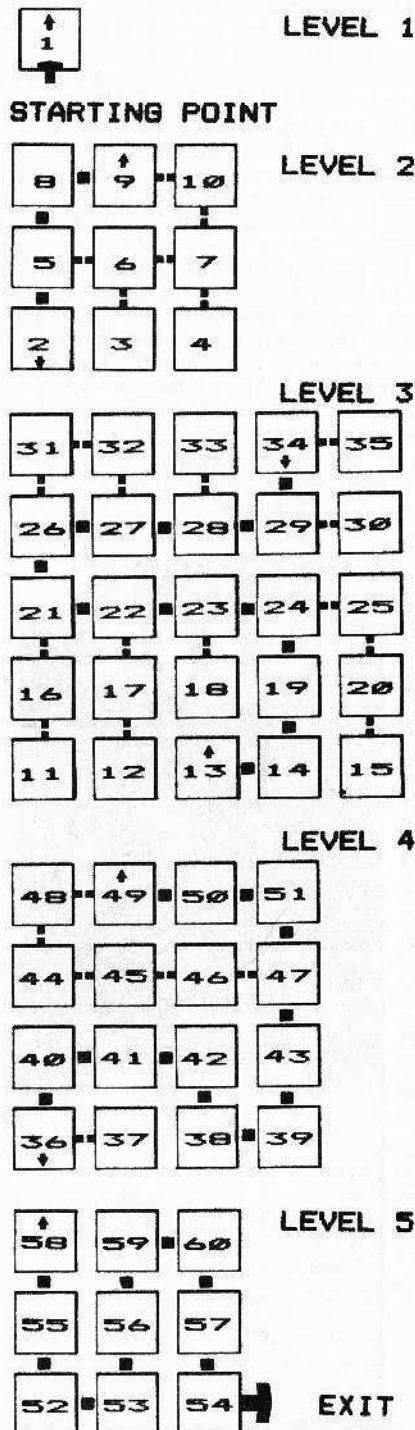 LEVEL 1
1
STARTING POINT
LEVEL 2
8 9 10
5 6 7
2 3 4
LEVEL 3
31 32 33 34 35
26 27 28 29 30
21 22 23 24 25
16 17 18 19 20
11 12 13 14 15
LEVEL 4
48 49 50 51
44 45 46 47
40 41 42 43
36 37 38 39
LEVEL 5
58 59 60
55 56 57
52 53 54 EXIT